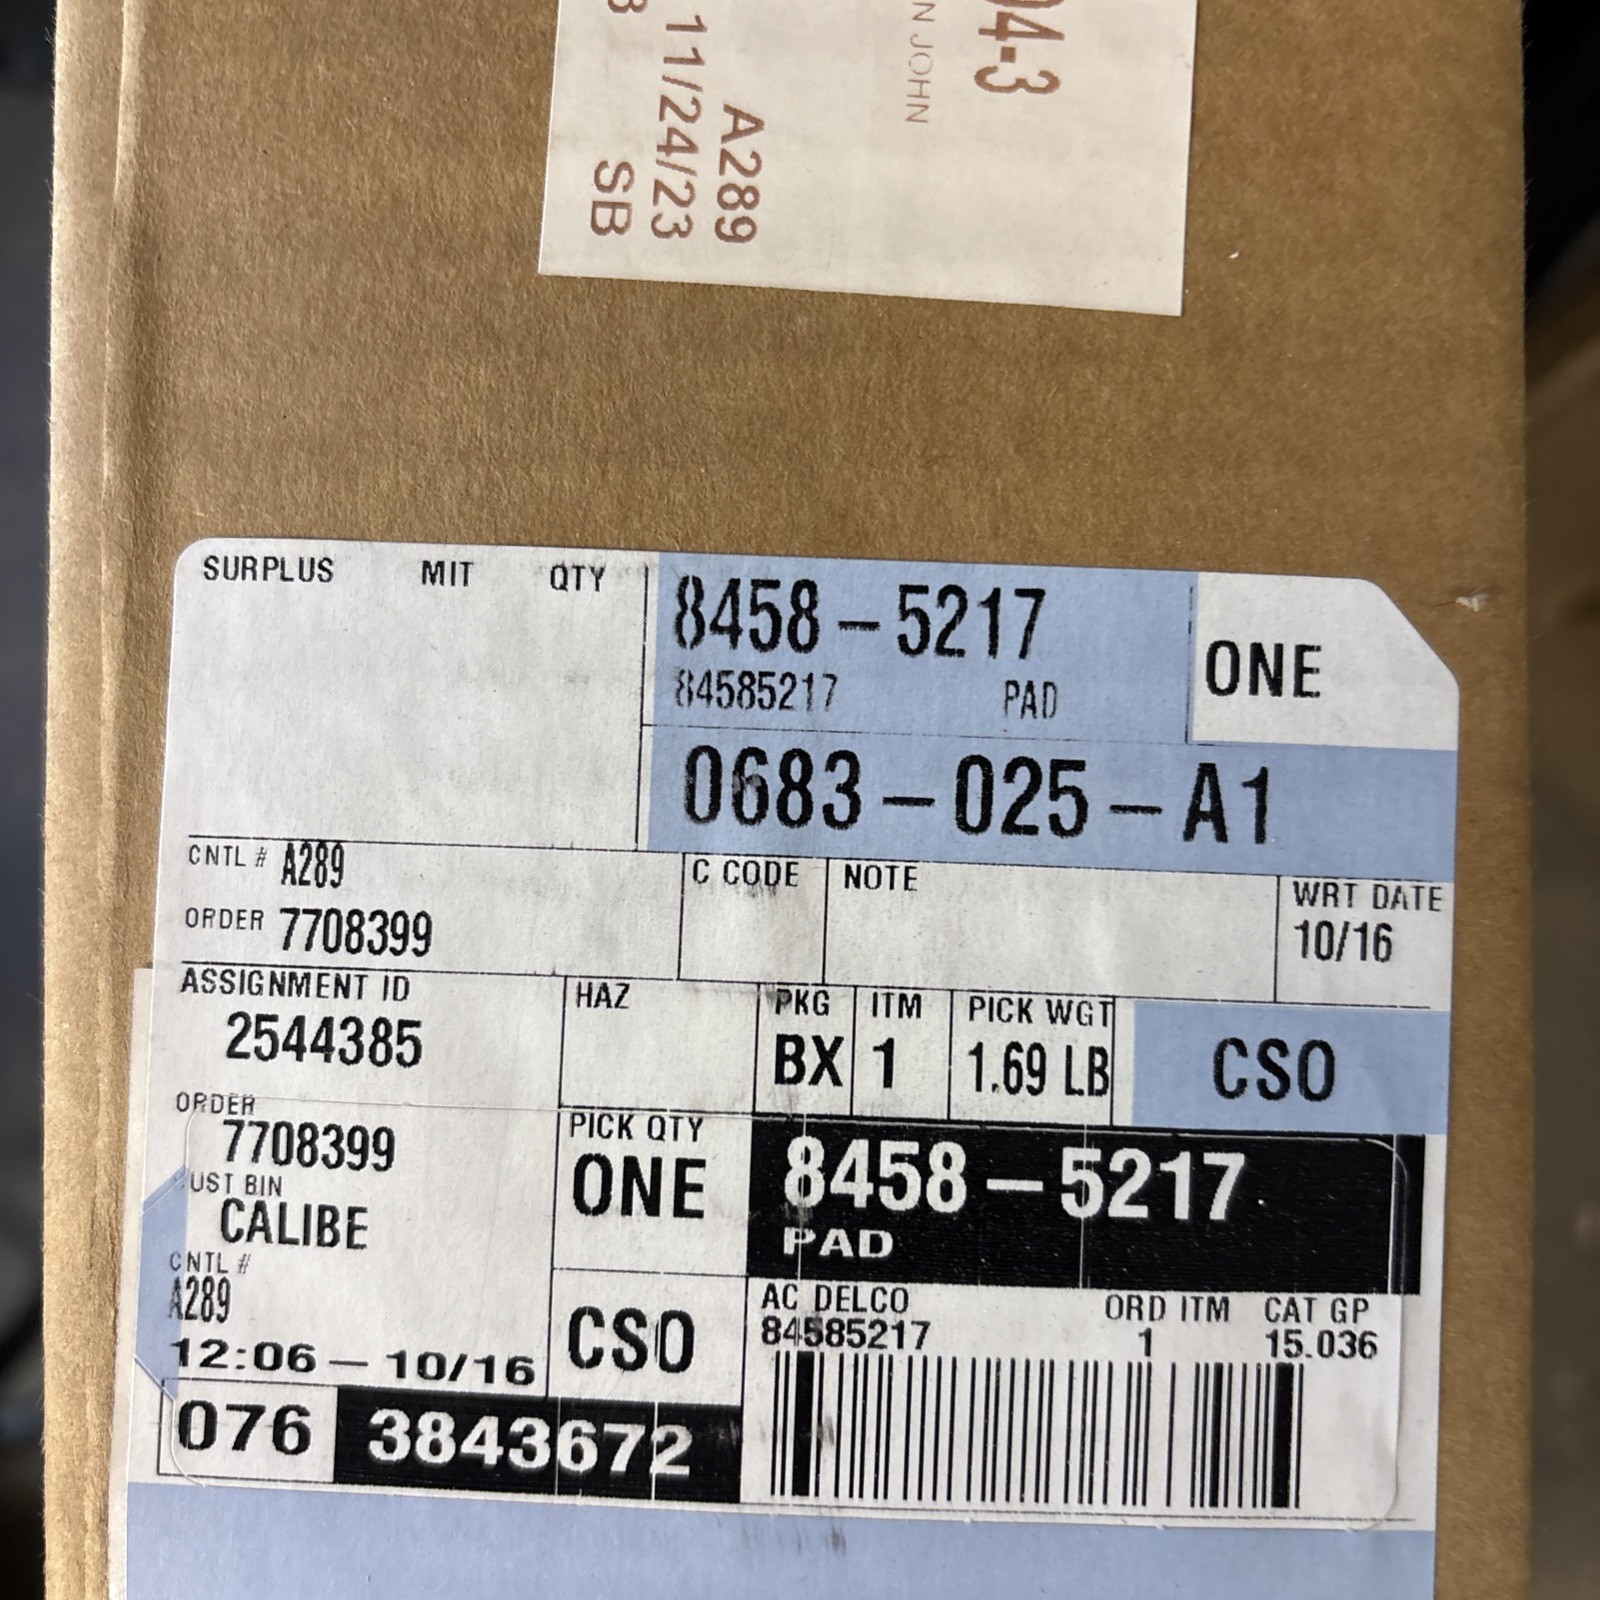 04-3
N JOHN
A289
11/24/23
SB
SURPLUS MIT QTY
8458-5217
84585217 PAD
ONE
0683-025-A1
CNTL # A289
ORDER 7708399
C CODE
NOTE
WRT DATE
10/16
ASSIGNMENT ID
2544385
HAZ
PKG
BX
ITM
1
PICK WGT
1.69 LB
CSO
ORDER
7708399
UST BIN
CALIBE
CNTL #
A289
12:06-10/16
PICK QTY
ONE
8458-5217
PAD
CSO
AC DELCO ORD ITM CAT GP
84585217 1 15.036
076 3843672